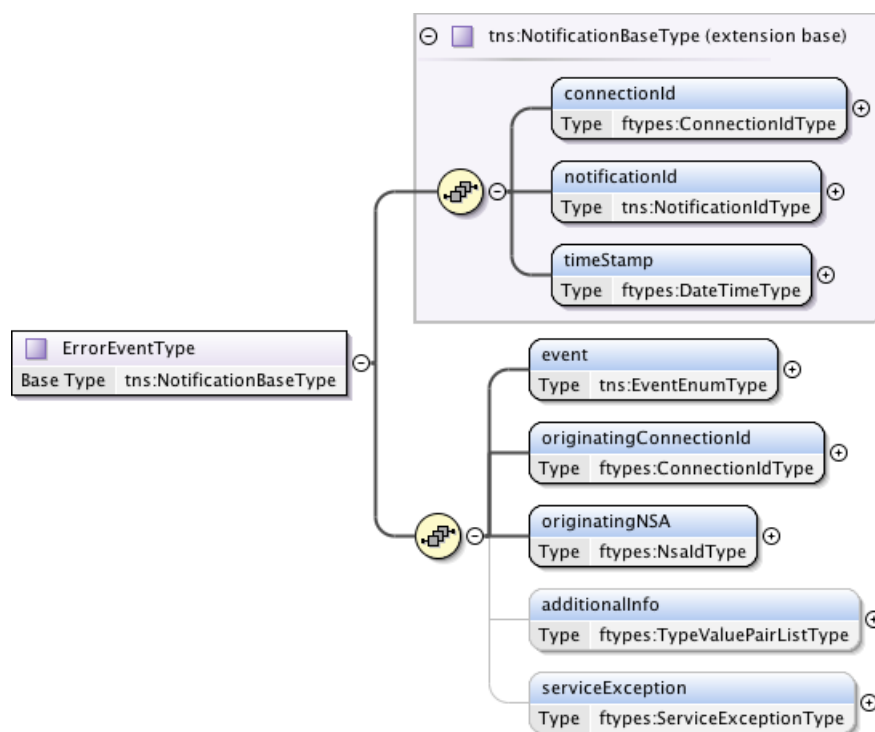 tns:NotificationBaseType (extension base)
connectionId
Type ftypes:ConnectionIdType
notificationId
Type tns:NotificationIdType
timeStamp
Type ftypes:DateTimeType
ErrorEventType
Base Type tns:NotificationBaseType
event
Type tns:EventEnumType
originatingConnectionId
Type ftypes:ConnectionIdType
originatingNSA
Type ftypes:NsaIdType
additionalInfo
Type ftypes:TypeValuePairListType
serviceException
Type ftypes:ServiceExceptionType